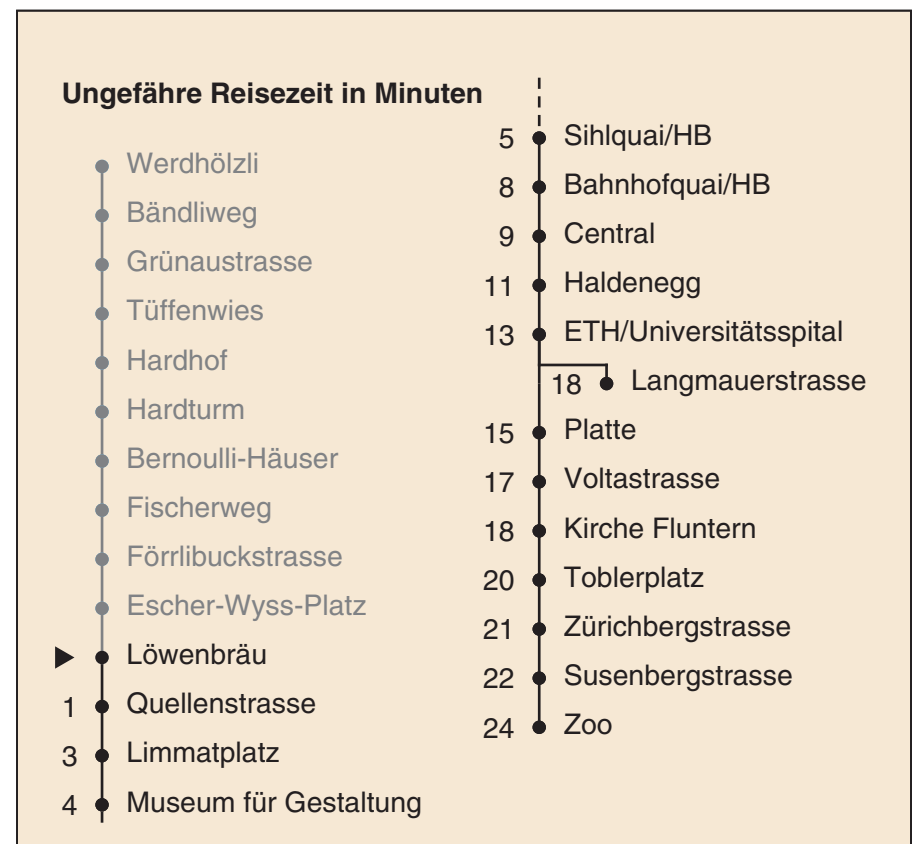 Ungefähre Reisezeit in Minuten
Werdhölzli
Bändliweg
Grünaustrasse
Tüffenwies
Hardhof
Hardturm
Bernoulli-Häuser
Fischerweg
Förrlibuckstrasse
Escher-Wyss-Platz
Löwenbräu
1 Quellenstrasse
3 Limmatplatz
4 Museum für Gestaltung
5 Sihlquai/HB
8 Bahnhofquai/HB
9 Central
11 Haldenegg
13 ETH/Universitätsspital
18 Langmauerstrasse
15 Platte
17 Voltastrasse
18 Kirche Fluntern
20 Toblerplatz
21 Zürichbergstrasse
22 Susenbergstrasse
24 Zoo